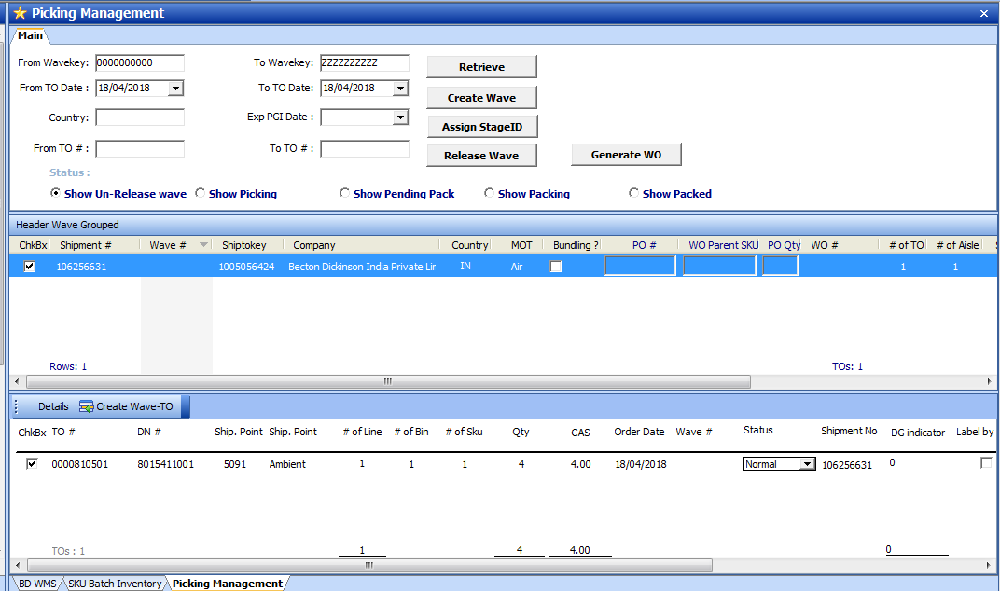 Picking Management
Main
From Wavekey: 0000000000 To Wavekey: ZZZZZZZZZZ Retrieve
From TO Date : 18/04/2018 To TO Date: 18/04/2018 Create Wave
Country: Exp PGI Date : Assign StageID
From TO # : To TO # : Release Wave Generate WO
Status :
Show Un-Release wave Show Picking Show Pending Pack Show Packing Show Packed
Header Wave Grouped
ChkBx Shipment # Wave # Shiptokey Company Country MOT Bundling ? PO # WO Parent SKU PO Qty WO # # of TO # of Aisle
106256631 1005056424 Becton Dickinson India Private Lir IN Air 1 1
Rows: 1 TOs: 1
Details Create Wave-TO
ChkBx TO # DN # Ship. Point Ship. Point # of Line # of Bin # of Sku Qty CAS Order Date Wave # Status Shipment No DG indicator Label by
0000810501 8015411001 5091 Ambient 1 1 1 4 4.00 18/04/2018 Normal 106256631 0
TOs : 1 1 4 4.00 0
BD WMS SKU Batch Inventory Picking Management